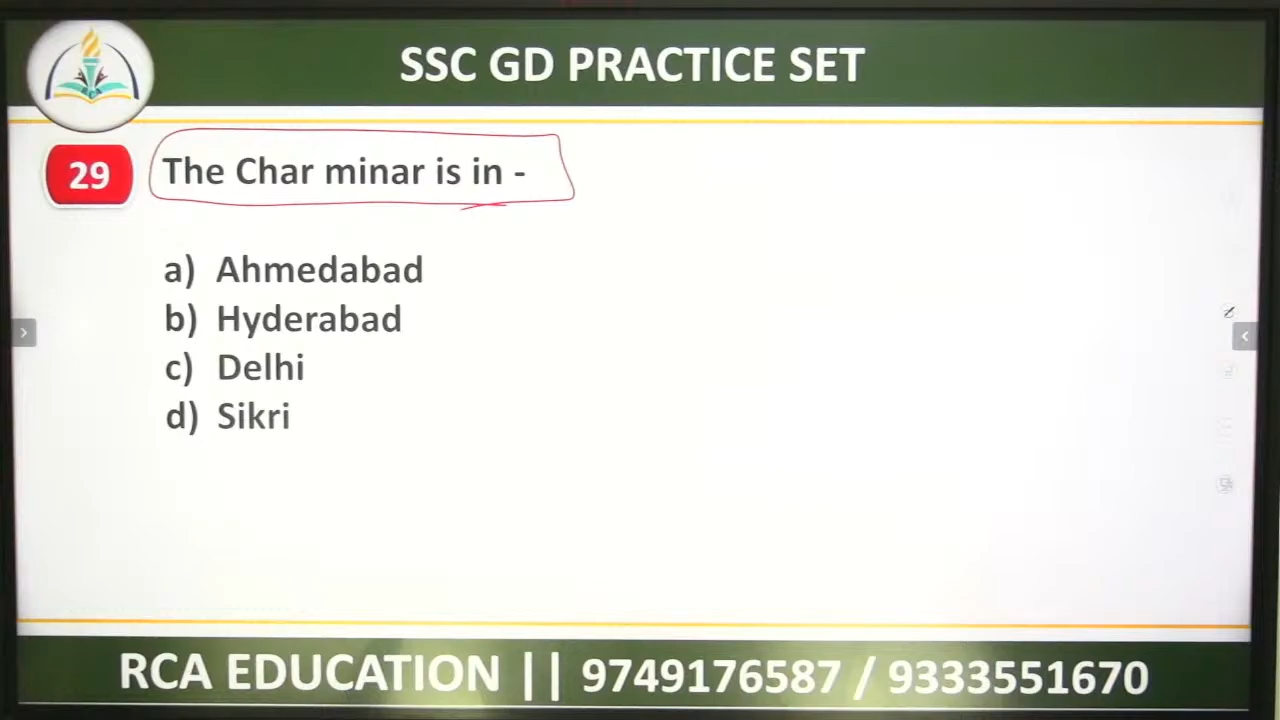 SSC GD PRACTICE SET
29 The Char minar is in -
a) Ahmedabad
b) Hyderabad
c) Delhi
d) Sikri
RCA EDUCATION || 9749176587 / 9333551670